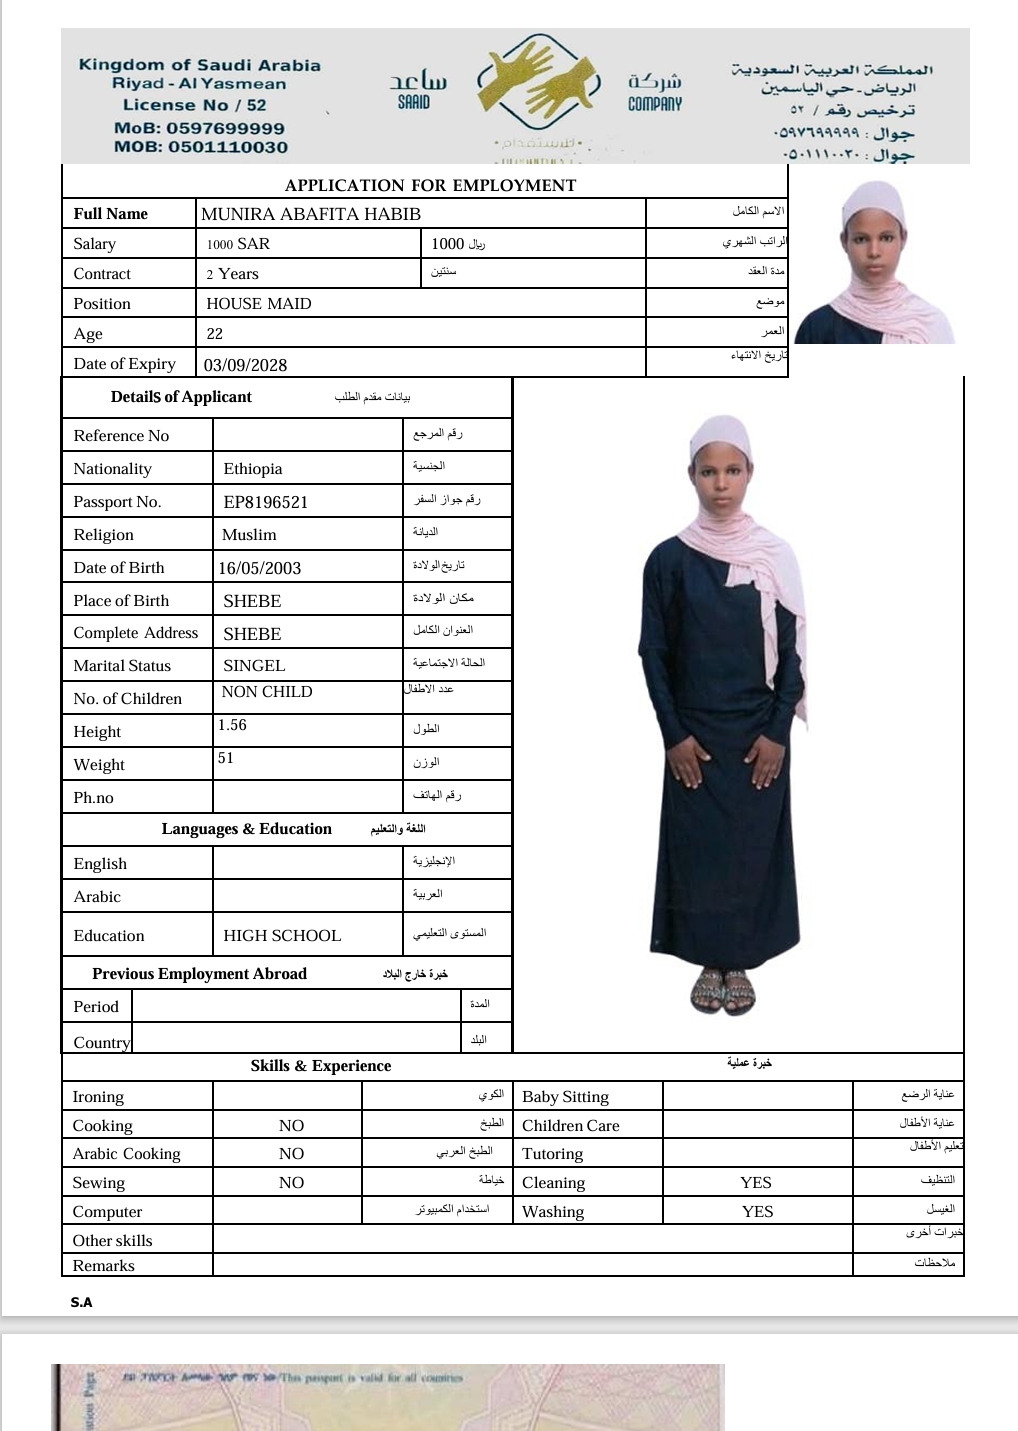 Kingdom of Saudi Arabia
Riyad - Al Yasmean
License No / 52
MoB: 0597699999
MOB: 0501110030
ساعد
SAAID
شركة
COMPANY
المملكة العربية السعودية
الرياض - حي الياسمين
ترخيص رقم / ٥٢
جوال : ٠٥٩٧٦٩٩٩٩٩
جوال : ٠٥٠١١١٠٠٣٠
APPLICATION FOR EMPLOYMENT
Full Name MUNIRA ABAFITA HABIB الاسم الكامل
Salary 1000 SAR 1000 ريال الراتب الشهري
Contract 2 Years سنتين مدة العقد
Position HOUSE MAID موضع
Age 22 العمر
Date of Expiry 03/09/2028 تاريخ الانتهاء
Details of Applicant بيانات مقدم الطلب
Reference No رقم المرجع
Nationality Ethiopia الجنسية
Passport No. EP8196521 رقم جواز السفر
Religion Muslim الديانة
Date of Birth 16/05/2003 تاريخ الولادة
Place of Birth SHEBE مكان الولادة
Complete Address SHEBE العنوان الكامل
Marital Status SINGEL الحالة الاجتماعية
No. of Children NON CHILD عدد الاطفال
Height 1.56 الطول
Weight 51 الوزن
Ph.no رقم الهاتف
Languages & Education اللغة والتعليم
English الإنجليزية
Arabic العربية
Education HIGH SCHOOL المستوى التعليمي
Previous Employment Abroad خبرة خارج البلاد
Period المدة
Country البلد
Skills & Experience خبرة عملية
Ironing الكوي Baby Sitting عناية الرضع
Cooking NO الطبخ Children Care عناية الأطفال
Arabic Cooking NO الطبخ العربي Tutoring تعليم الأطفال
Sewing NO خياطة Cleaning YES التنظيف
Computer استخدام الكمبيوتر Washing YES الغيسل
Other skills خبرات أخرى
Remarks ملاحظات
S.A
This passport is valid for all countries
Page